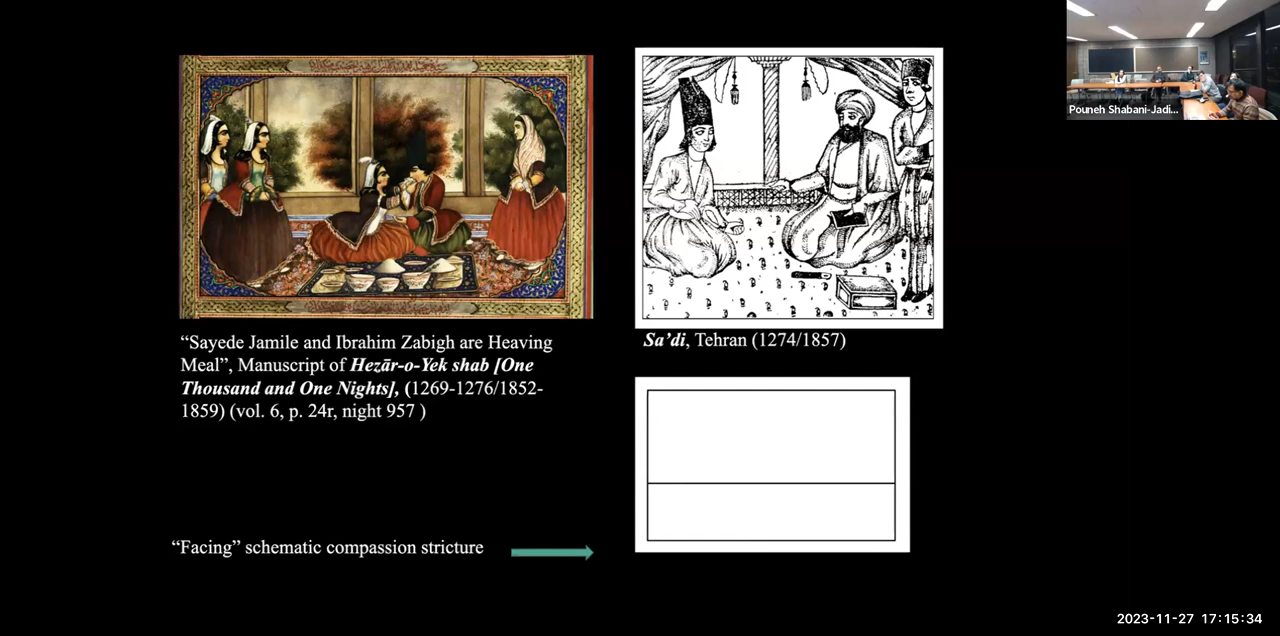 “Sayede Jamile and Ibrahim Zabigh are Heaving
Meal”, Manuscript of Hezār-o-Yek shab [One
Thousand and One Nights], (1269-1276/1852-
1859) (vol. 6, p. 24r, night 957 )
Sa’di, Tehran (1274/1857)
“Facing” schematic compassion stricture
Pouneh Shabani-Jadi...
2023-11-27 17:15:34